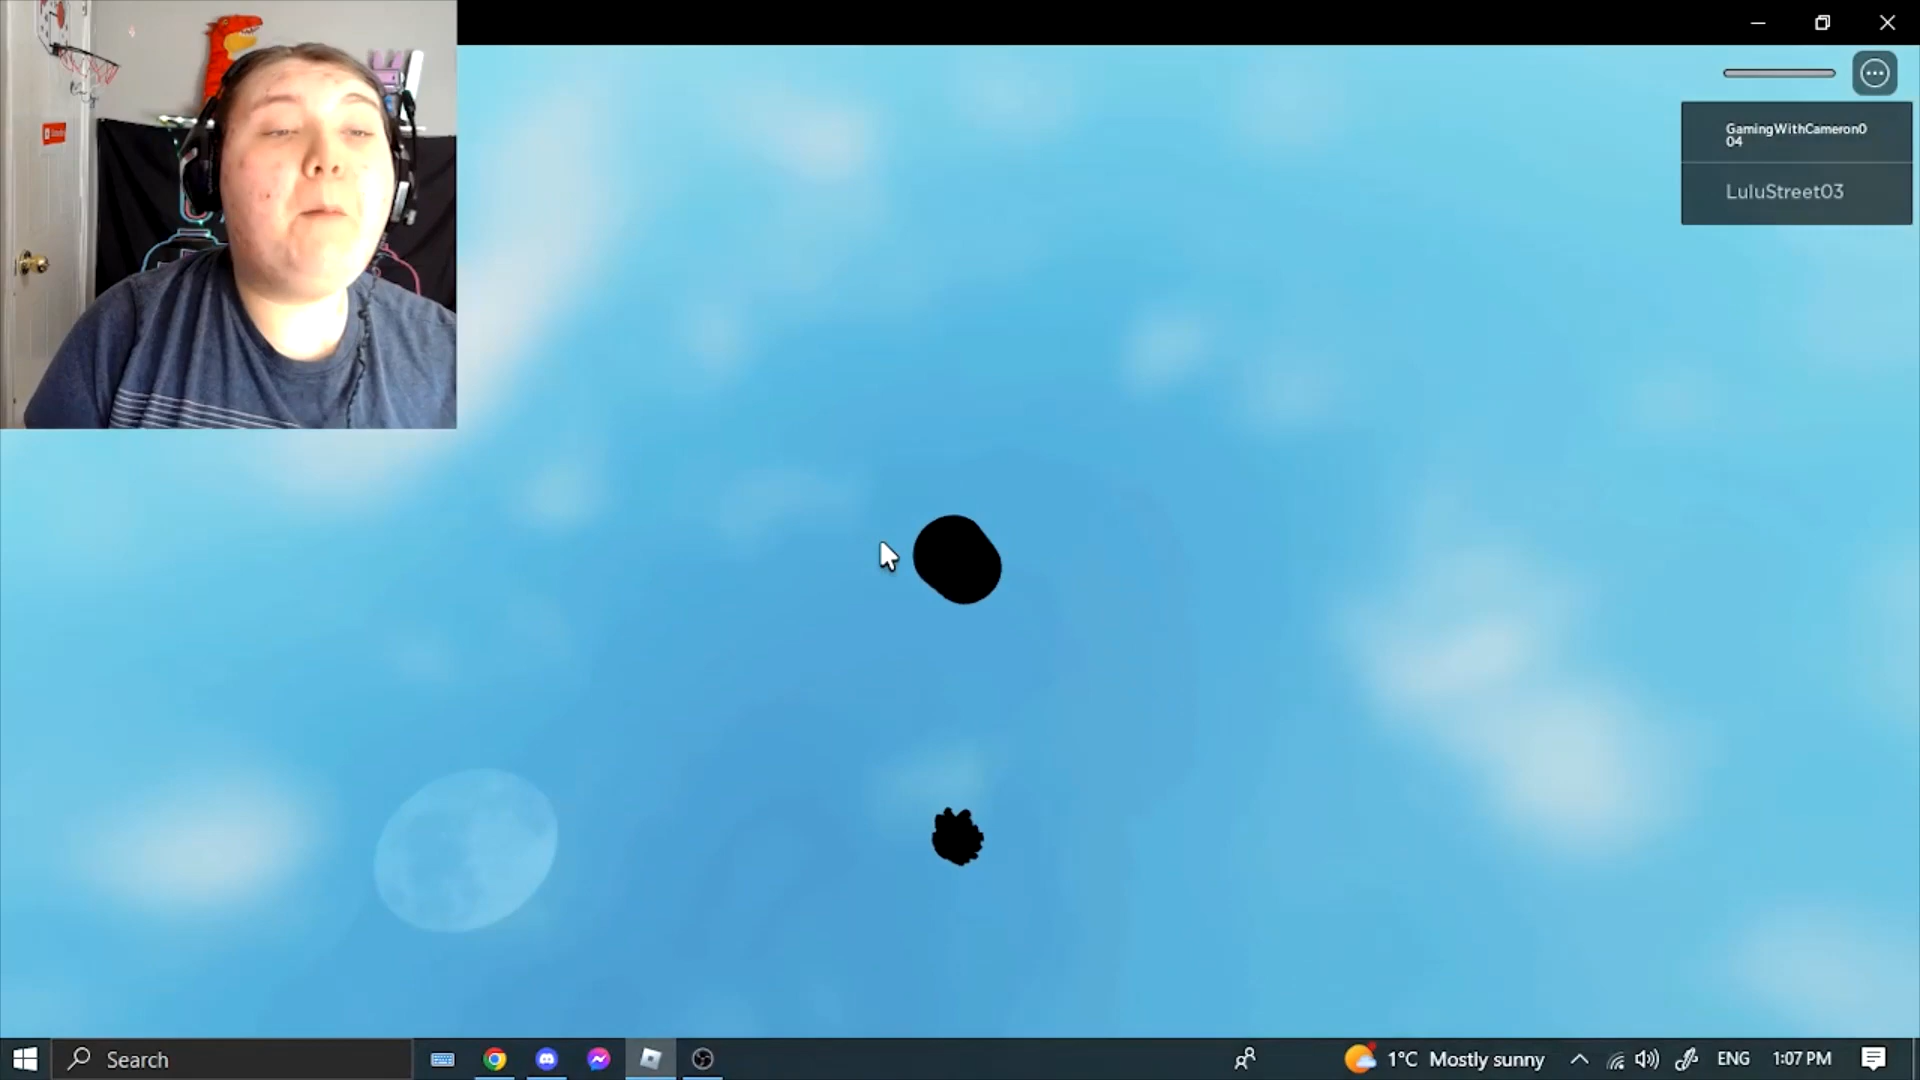 GamingWithCameron0
04
LuluStreet03
Search
1°C Mostly sunny
ENG
1:07 PM